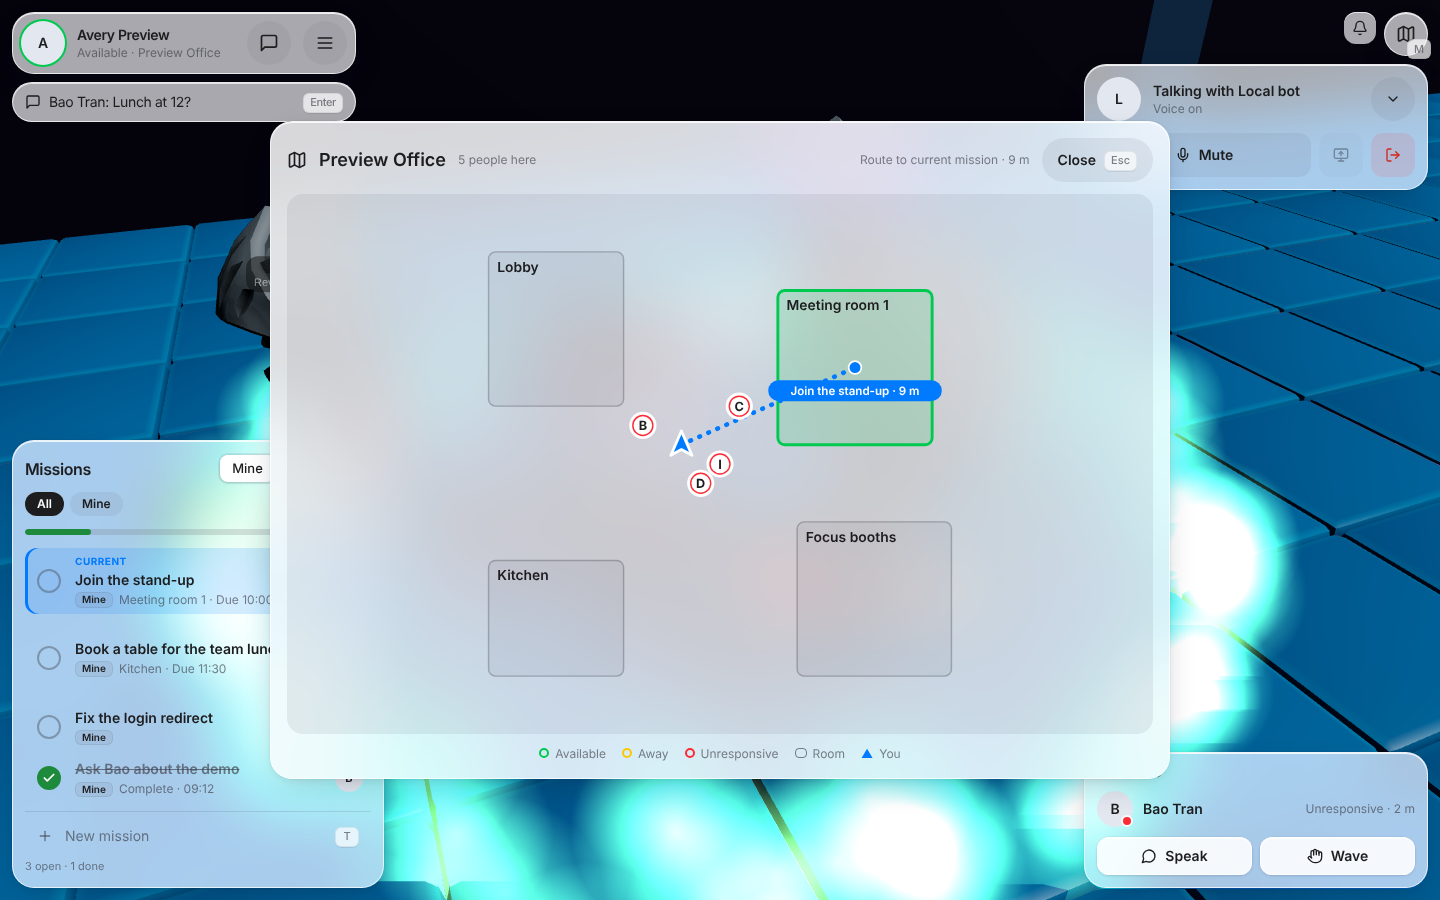 A
Avery Preview
Available · Preview Office
Bao Tran: Lunch at 12?
Enter
M
L
Talking with Local bot
Voice on
Mute
Preview Office
5 people here
Route to current mission · 9 m
Close
Esc
Lobby
Meeting room 1
Join the stand-up · 9 m
C
B
I
D
Focus booths
Kitchen
Available
Away
Unresponsive
Room
You
Missions
Mine
All
Mine
CURRENT
Join the stand-up
Mine
Meeting room 1 · Due 10:00
Book a table for the team
Mine
Kitchen · Due 11:30
Fix the login redirect
Mine
Ask Bao about the demo
Mine
Complete · 09:12
New mission
T
3 open · 1 done
B
Bao Tran
Unresponsive · 2 m
Speak
Wave